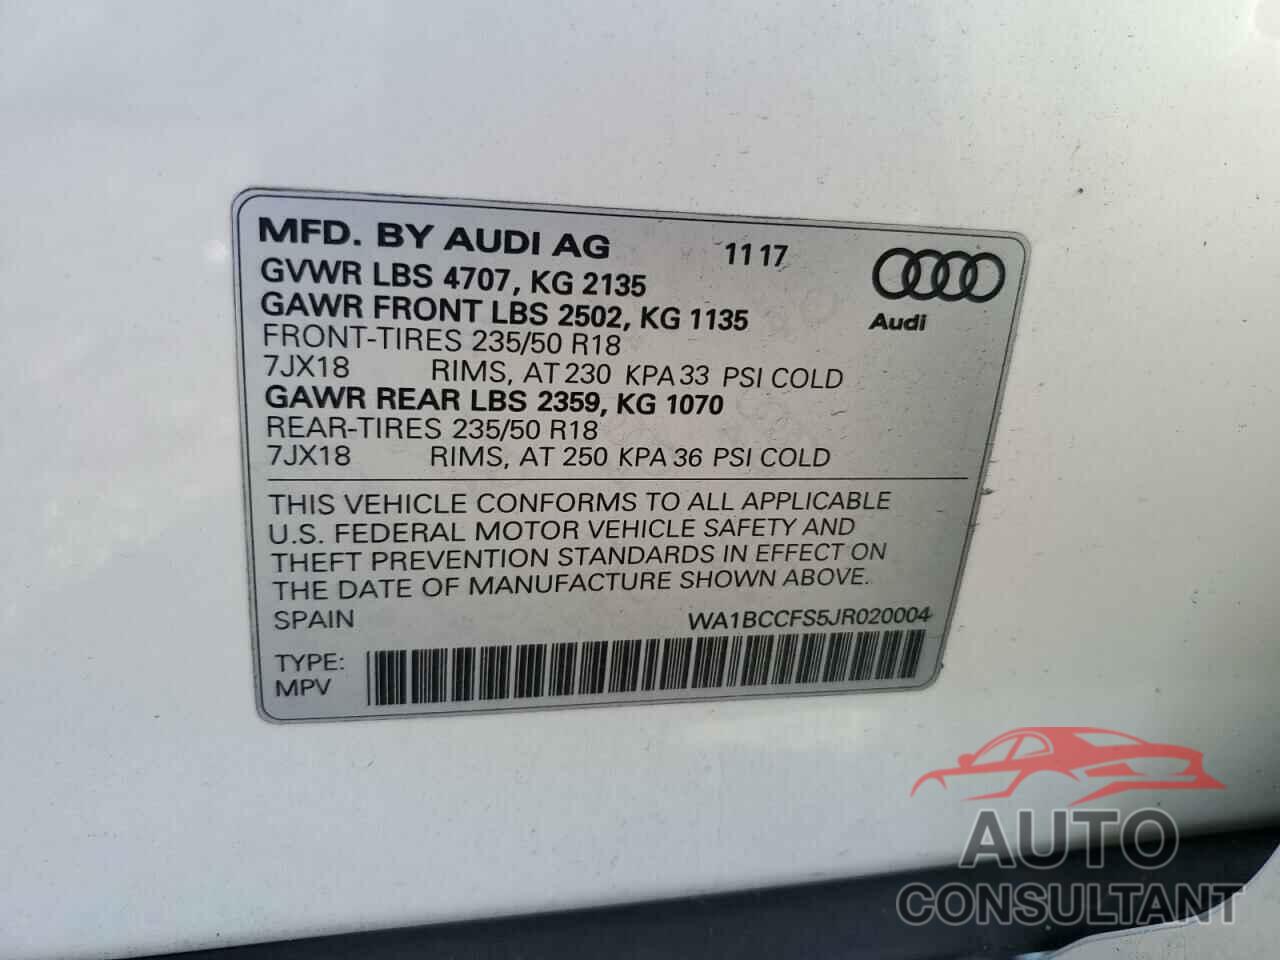 MFD. BY AUDI AG 11 17
GVWR LBS 4707, KG 2135
GAWR FRONT LBS 2502, KG 1135
Audi
FRONT-TIRES 235/50 R18
7JX18 RIMS, AT 230 KPA 33 PSI COLD
GAWR REAR LBS 2359, KG 1070
REAR-TIRES 235/50 R18
7JX18 RIMS, AT 250 KPA 36 PSI COLD
THIS VEHICLE CONFORMS TO ALL APPLICABLE
U.S. FEDERAL MOTOR VEHICLE SAFETY AND
THEFT PREVENTION STANDARDS IN EFFECT ON
THE DATE OF MANUFACTURE SHOWN ABOVE.
SPAIN WA1BCCFS5JR020004
TYPE:
MPV
AUTO
CONSULTANT